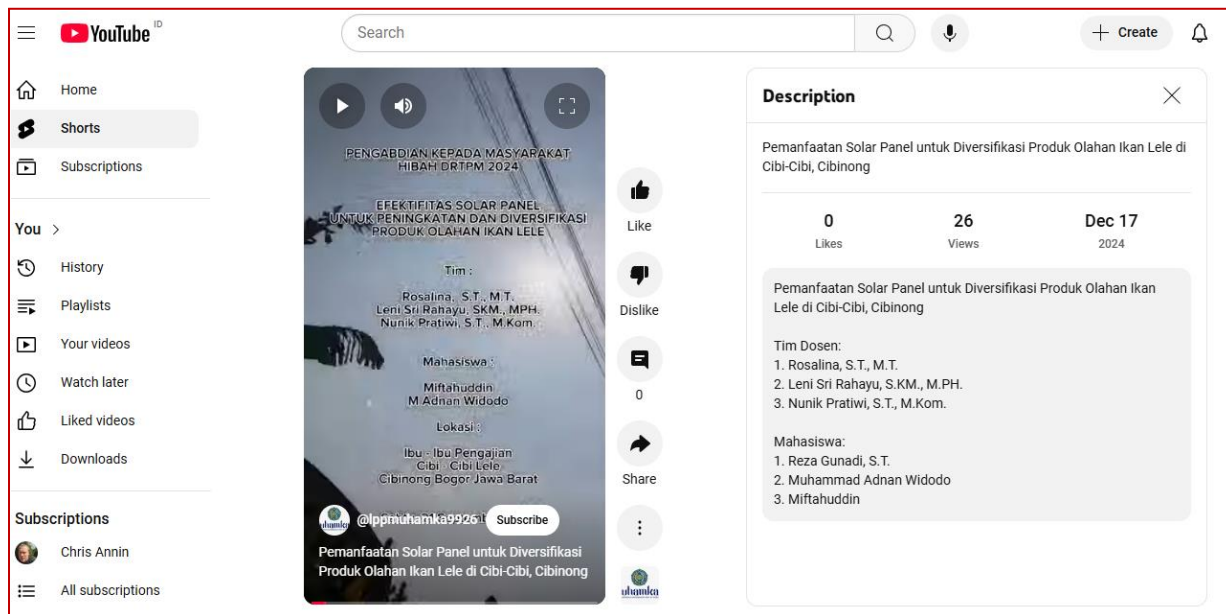 YouTube ID
Search
Create
Home
Shorts
Subscriptions
You
History
Playlists
Your videos
Watch later
Liked videos
Downloads
Subscriptions
Chris Annin
All subscriptions
PENGABDIAN KEPADA MASYARAKAT
HIBAH DRTPM 2024
EFEKTIFITAS SOLAR PANEL
UNTUK PENINGKATAN DAN DIVERSIFIKASI
PRODUK OLAHAN IKAN LELE
Tim :
Rosalina, S.T., M.T.
Leni Sri Rahayu, SKM., MPH.
Nunik Pratiwi, S.T., M.Kom.
Mahasiswa :
Miftahuddin
M Adnan Widodo
Lokasi :
Ibu - Ibu Pengajian
Cibi - Cibi Lele
Cibinong Bogor Jawa Barat
uhamka
@lppmuhamka9926
Subscribe
Pemanfaatan Solar Panel untuk Diversifikasi
Produk Olahan Ikan Lele di Cibi-Cibi, Cibinong
Like
Dislike
0
Share
uhamka
Description
Pemanfaatan Solar Panel untuk Diversifikasi Produk Olahan Ikan Lele di
Cibi-Cibi, Cibinong
0 26 Dec 17
Likes Views 2024
Pemanfaatan Solar Panel untuk Diversifikasi Produk Olahan Ikan
Lele di Cibi-Cibi, Cibinong
Tim Dosen:
1. Rosalina, S.T., M.T.
2. Leni Sri Rahayu, S.KM., M.PH.
3. Nunik Pratiwi, S.T., M.Kom.
Mahasiswa:
1. Reza Gunadi, S.T.
2. Muhammad Adnan Widodo
3. Miftahuddin